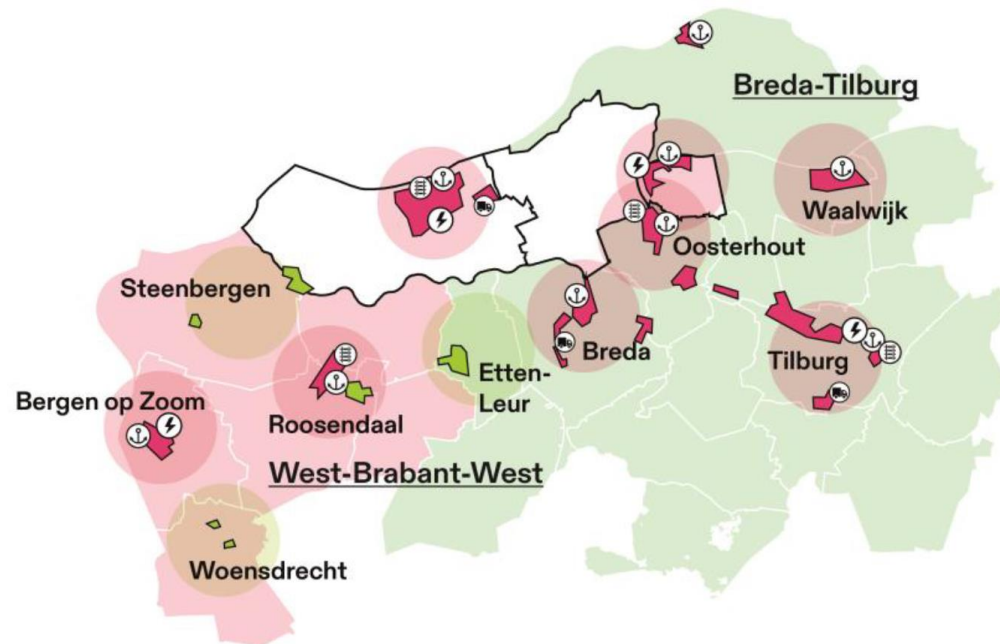 Breda-Tilburg
Waalwijk
Oosterhout
Steenbergen
Breda
Tilburg
Etten-
Leur
Bergen op Zoom
Roosendaal
West-Brabant-West
Woensdrecht